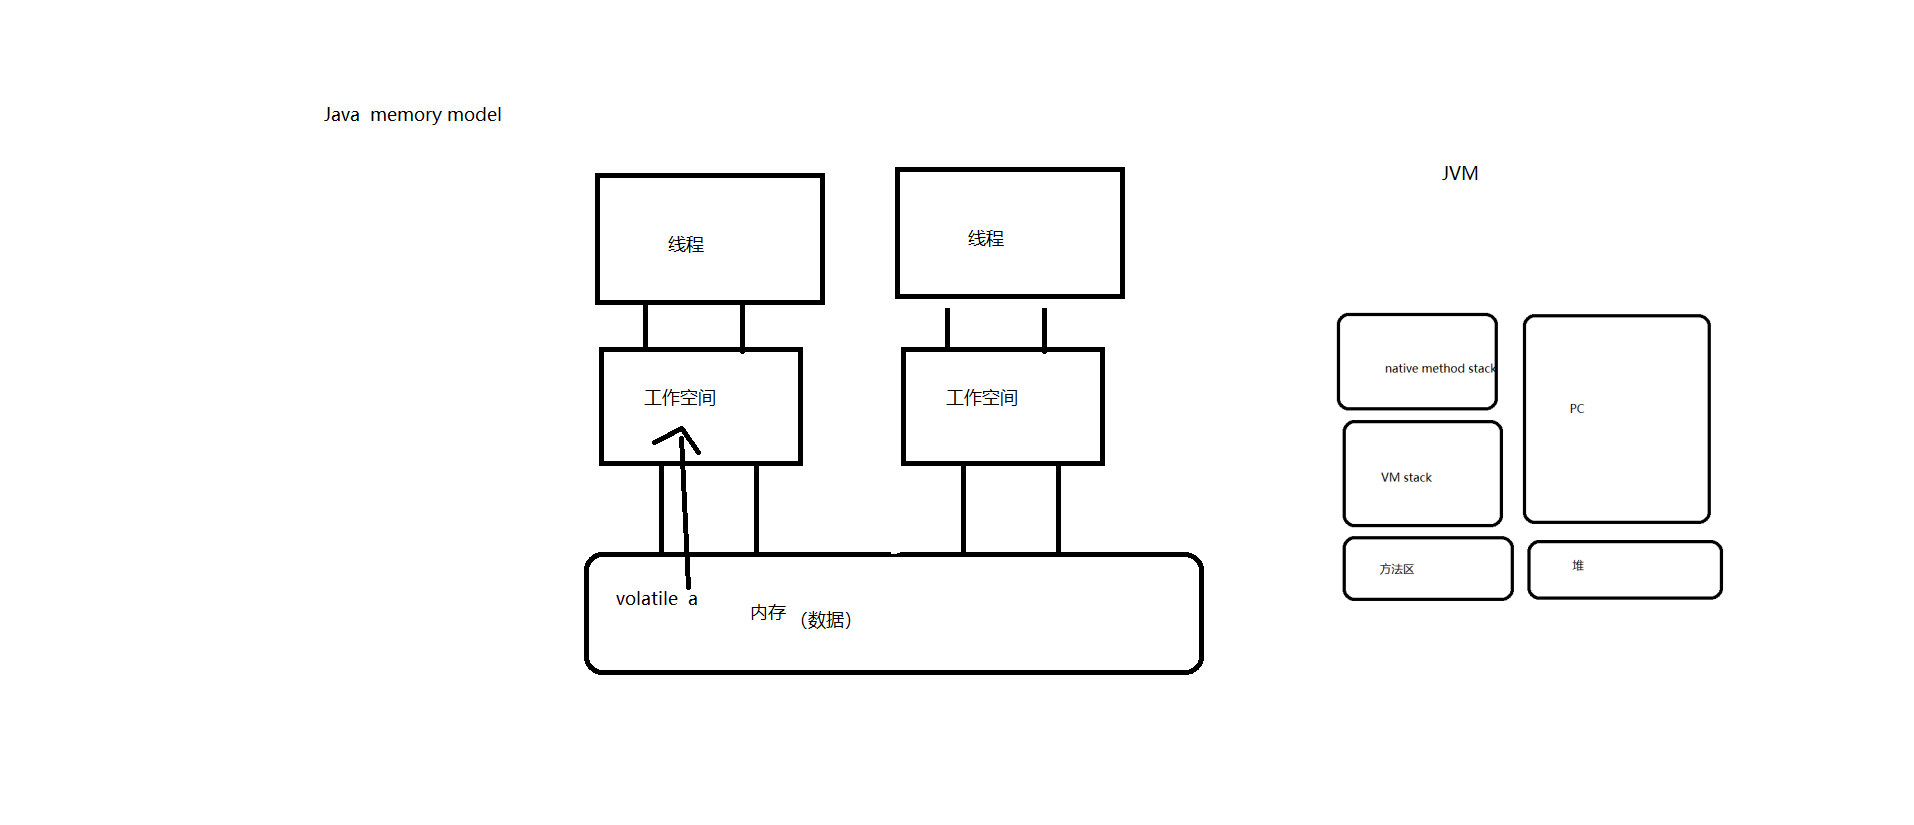 Java  memory model
线程
线程
工作空间
工作空间
volatile  a
内存
（数据）
JVM
native method stack
PC
VM stack
方法区
堆